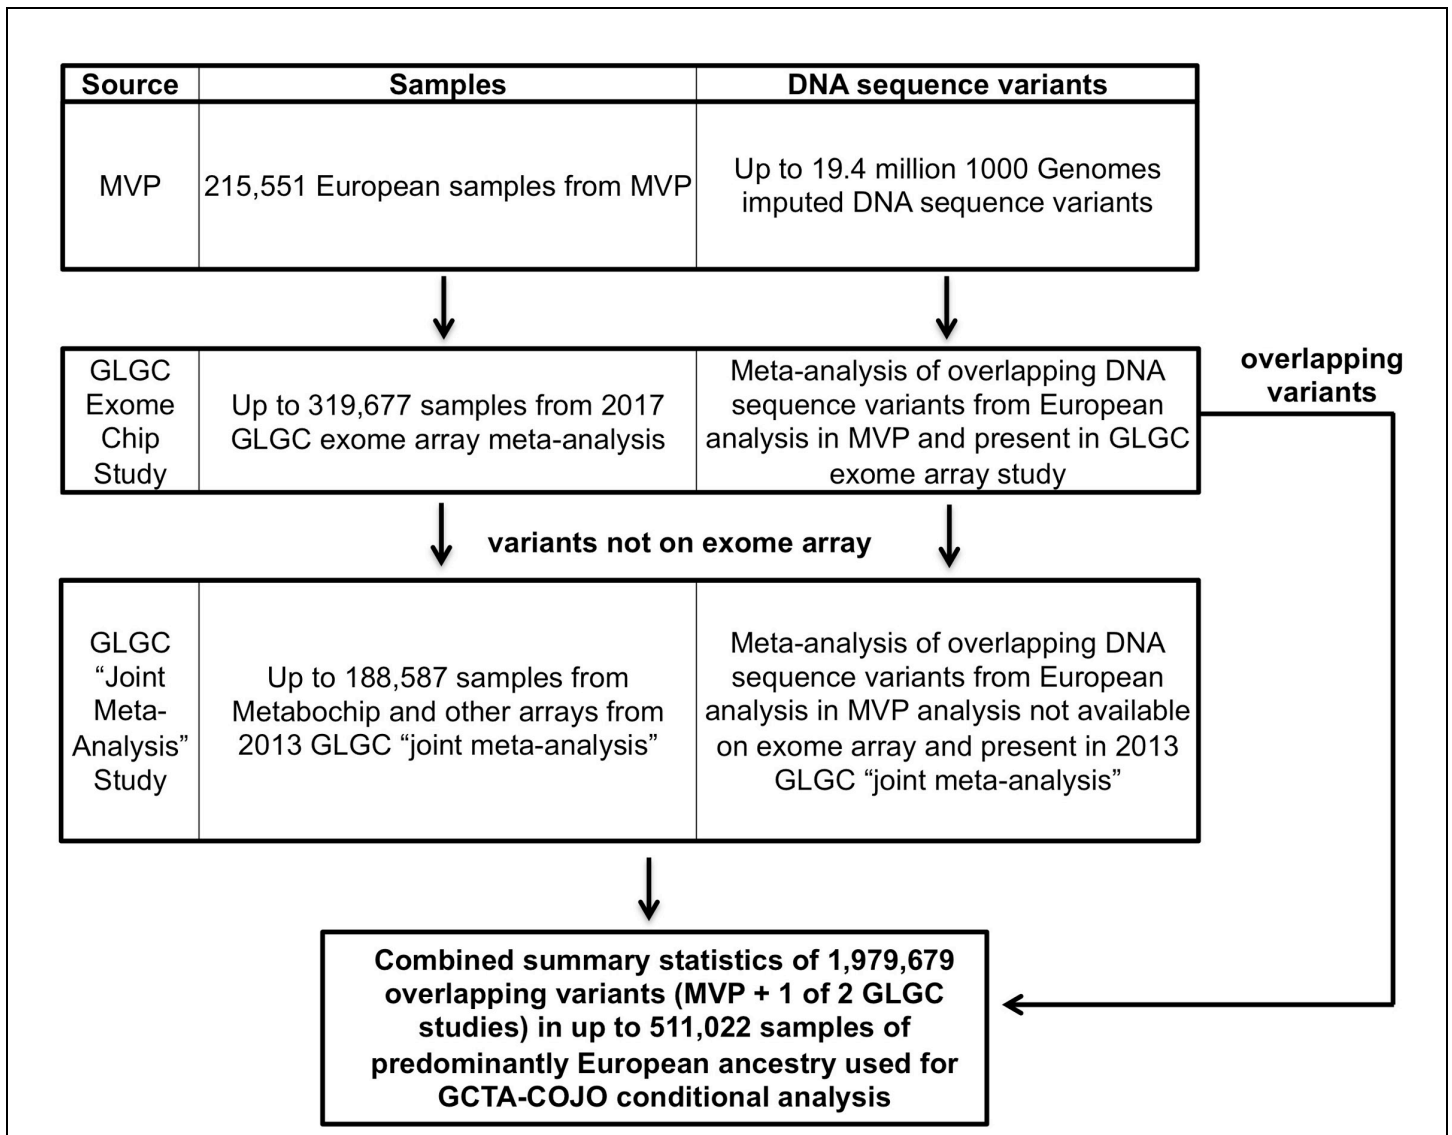 Source Samples DNA sequence variants
MVP
215,551 European samples from MVP
Up to 19.4 million 1000 Genomes
imputed DNA sequence variants
GLGC
Exome
Chip
Study
Up to 319,677 samples from 2017
GLGC exome array meta-analysis
Meta-analysis of overlapping DNA
sequence variants from European
analysis in MVP and present in GLGC
exome array study
overlapping
variants
variants not on exome array
GLGC
“Joint
Meta-
Analysis”
Study
Up to 188,587 samples from
Metabochip and other arrays from
2013 GLGC “joint meta-analysis”
Meta-analysis of overlapping DNA
sequence variants from European
analysis in MVP analysis not available
on exome array and present in 2013
GLGC “joint meta-analysis”
Combined summary statistics of 1,979,679
overlapping variants (MVP + 1 of 2 GLGC
studies) in up to 511,022 samples of
predominantly European ancestry used for
GCTA-COJO conditional analysis